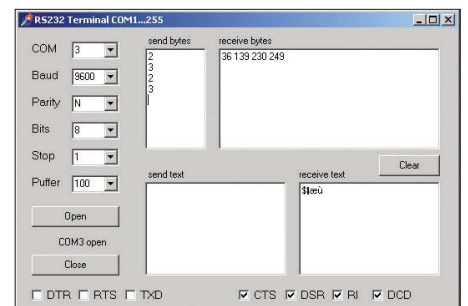 RS232 Terminal COM1...255
COM 3
send bytes
receive bytes
2
3
2
3
36 139 230 249
Baud 9600
Parity N
Bits 8
Stop 1
Puffer 100
Clear
send text
receive text
$‹æù
Open
COM3 open
Close
DTR RTS TXD CTS DSR RI DCD